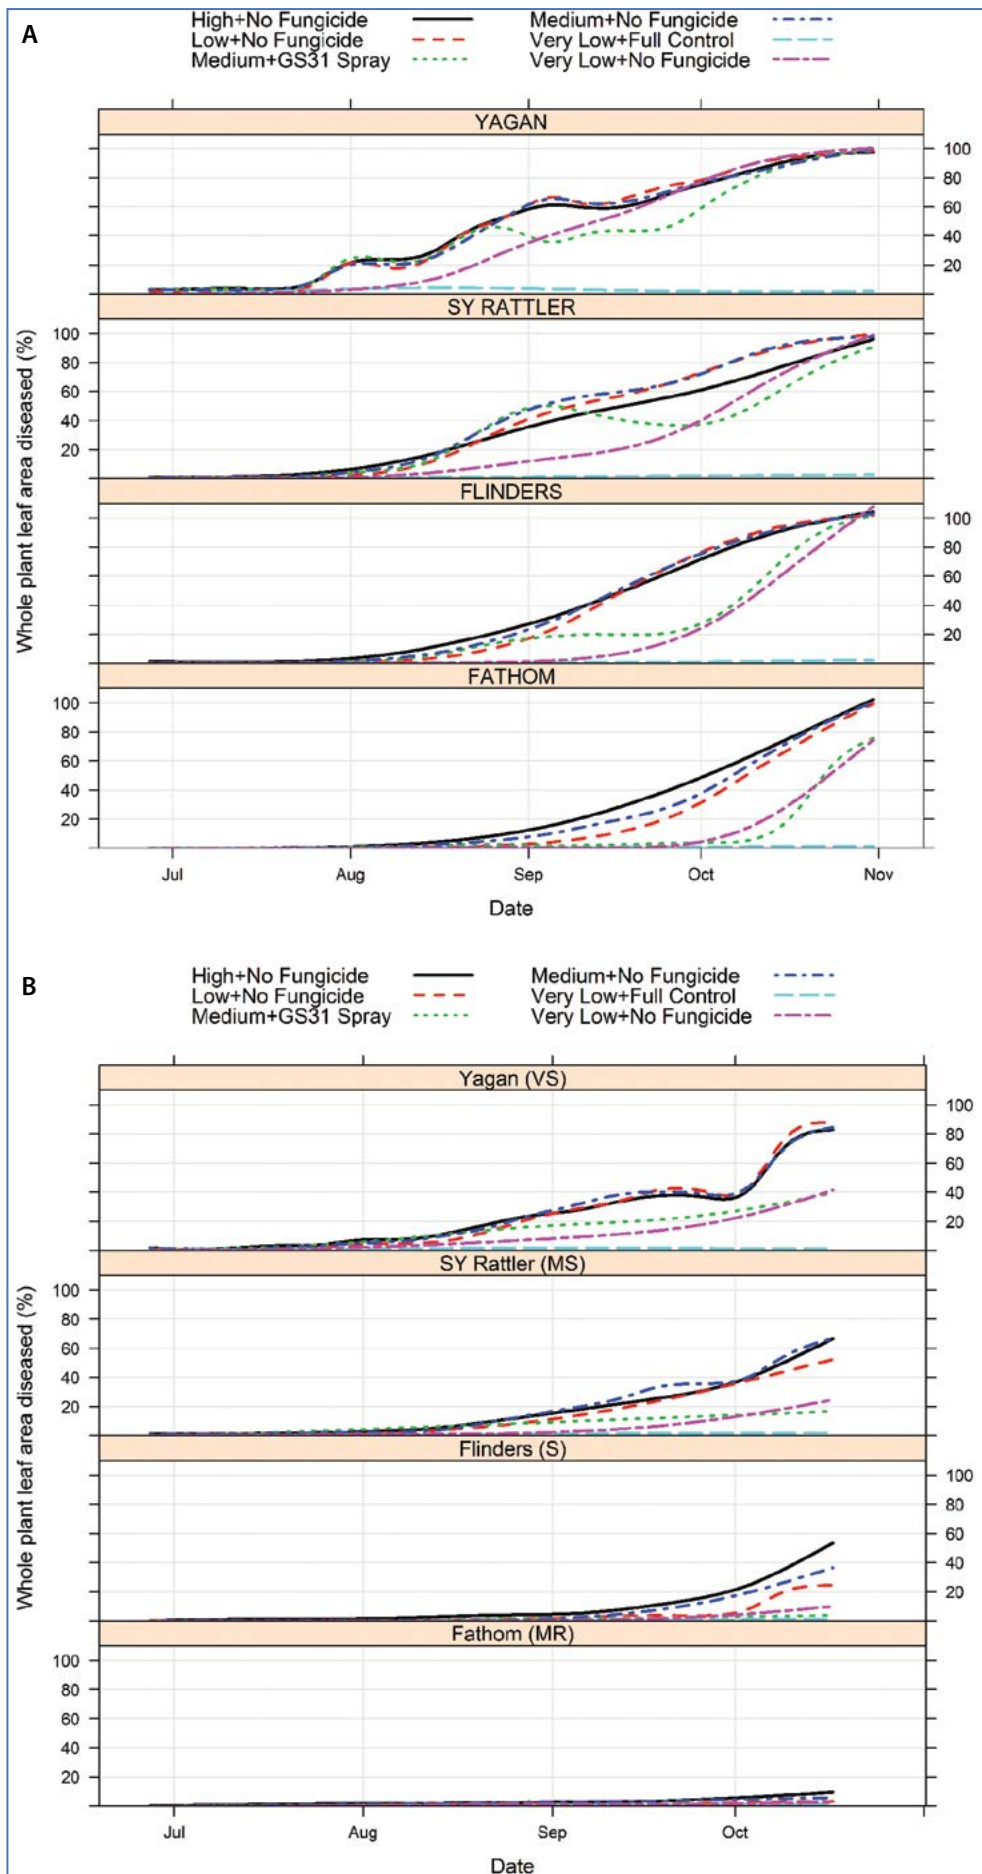 A
High+No Fungicide Medium+No Fungicide
Low+No Fungicide Very Low+Full Control
Medium+GS31 Spray Very Low+No Fungicide
YAGAN
100
80
60
40
20
SY RATTLER
100
80
60
40
20
FLINDERS
100
80
60
40
20
FATHOM
100
80
60
40
20
Whole plant leaf area diseased (%)
Jul Aug Sep Oct Nov
Date
B
High+No Fungicide Medium+No Fungicide
Low+No Fungicide Very Low+Full Control
Medium+GS31 Spray Very Low+No Fungicide
Yagan (VS)
100
80
60
40
20
SY Rattler (MS)
100
80
60
40
20
Flinders (S)
100
80
60
40
20
Fathom (MR)
100
80
60
40
20
Whole plant leaf area diseased (%)
Jul Aug Sep Oct
Date